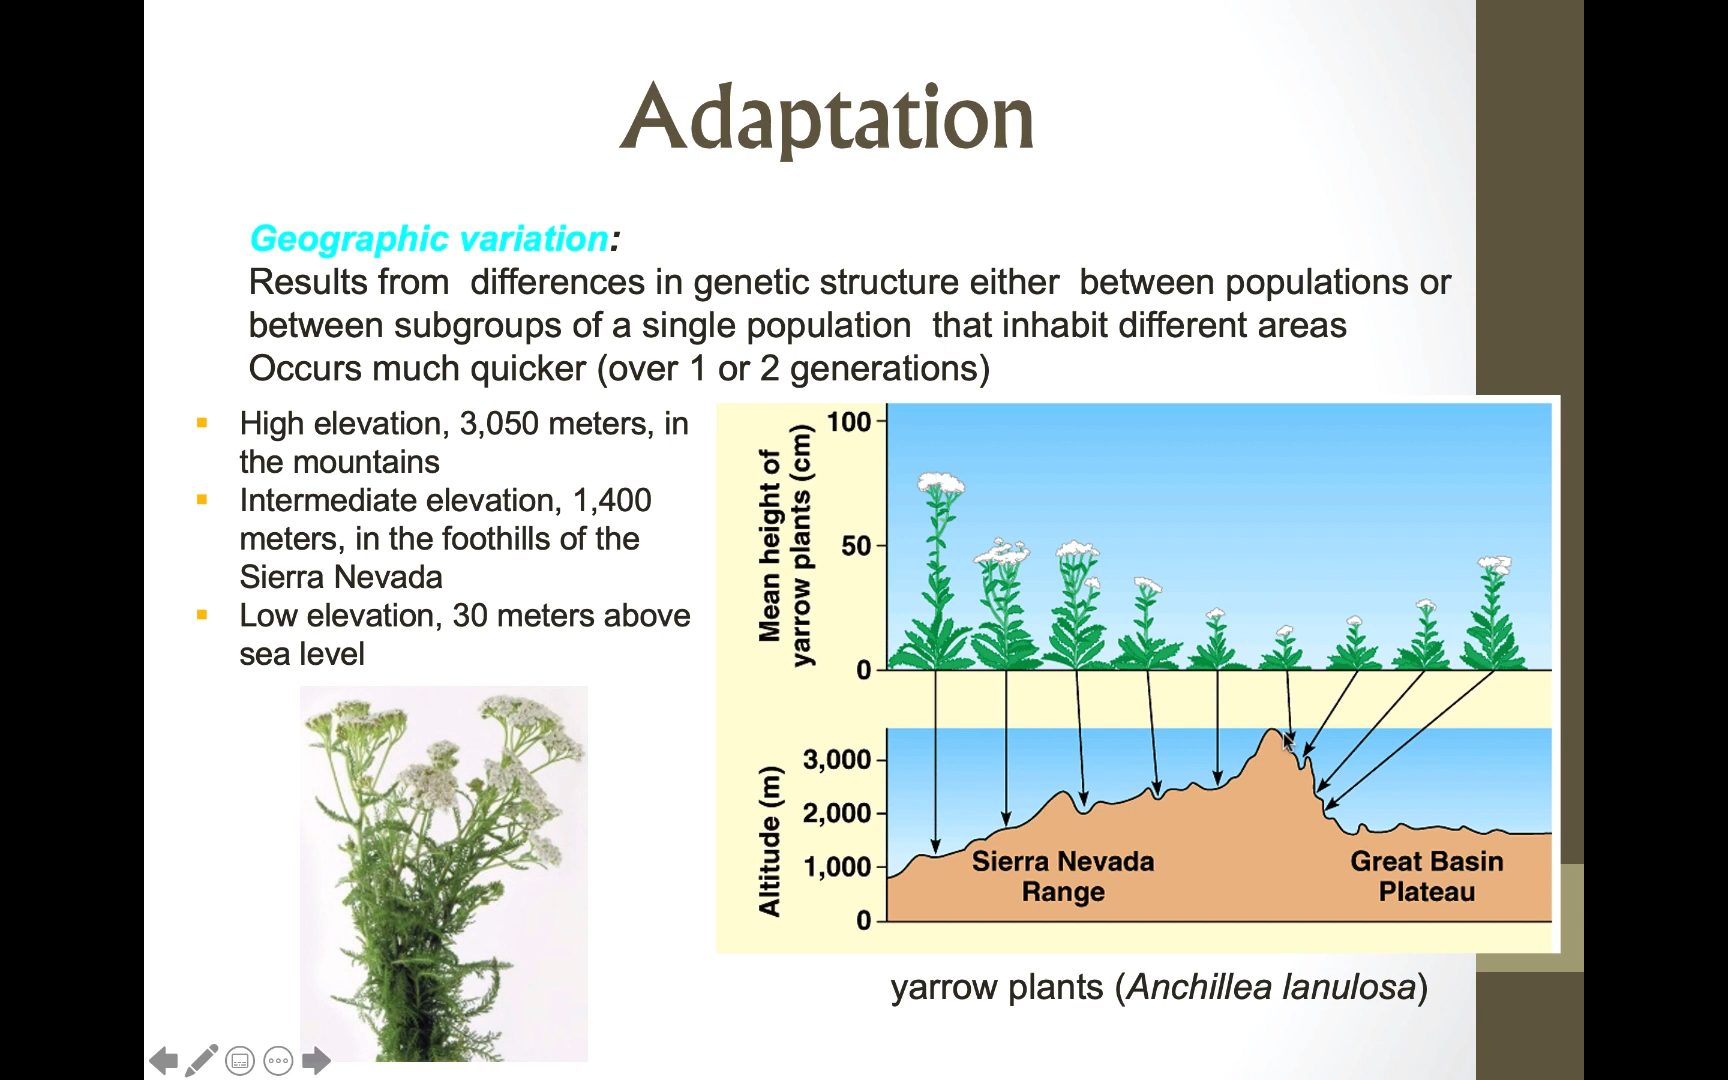 Adaptation
Geographic variation:
Results from differences in genetic structure either between populations or
between subgroups of a single population that inhabit different areas
Occurs much quicker (over 1 or 2 generations)
High elevation, 3,050 meters, in
the mountains
Intermediate elevation, 1,400
meters, in the foothills of the
Sierra Nevada
Low elevation, 30 meters above
sea level
Mean height of
yarrow plants (cm)
100
50
0
Altitude (m)
3,000
2,000
1,000
0
Sierra Nevada
Range
Great Basin
Plateau
yarrow plants (Anchillea lanulosa)